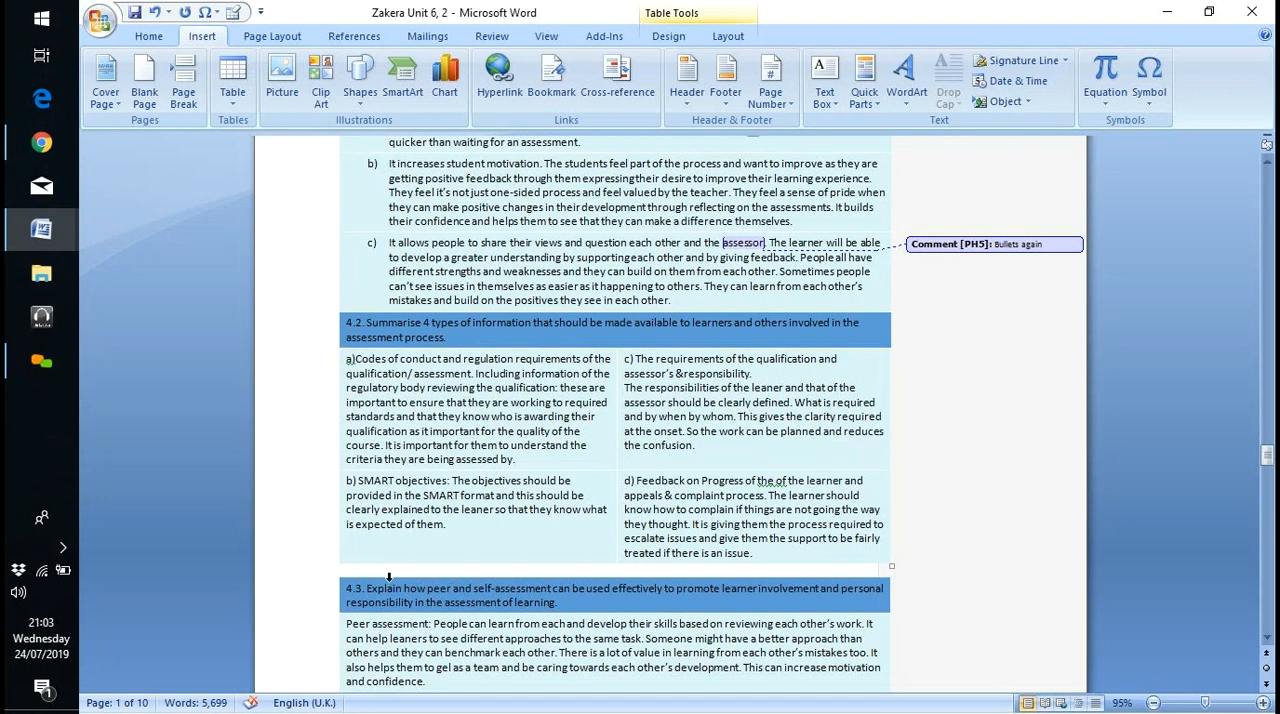 Zakera Unit 6, 2 - Microsoft Word
Table Tools
Home Insert Page Layout References Mailings Review View Add-Ins Design Layout
Cover Page
Blank Page
Page Break
Table
Picture
Clip Art
Shapes
SmartArt
Chart
Hyperlink
Bookmark
Cross-reference
Header
Footer
Page Number
Text Box
Quick Parts
WordArt
Drop Cap
Signature Line
Date & Time
Object
Equation
Symbol
Pages Tables Illustrations Links Header & Footer Text Symbols
quicker than waiting for an assessment.
b) It increases student motivation. The students feel part of the process and want to improve as they are
getting positive feedback through them expressing their desire to improve their learning experience.
They feel it's not just one-sided process and feel valued by the teacher. They feel a sense of pride when
they can make positive changes in their development through reflecting on the assessments. It builds
their confidence and helps them to see that they can make a difference themselves.
c) It allows people to share their views and question each other and the assessor. The learner will be able
to develop a greater understanding by supporting each other and by giving feedback. People all have
different strengths and weaknesses and they can build on them from each other. Sometimes people
can't see issues in themselves as easier as it happening to others. They can learn from each other's
mistakes and build on the positives they see in each other.
Comment [PH5]: Bullets again
4.2. Summarise 4 types of information that should be made available to learners and others involved in the
assessment process.
a)Codes of conduct and regulation requirements of the
qualification/ assessment. Including information of the
regulatory body reviewing the qualification: these are
important to ensure that they are working to required
standards and that they know who is awarding their
qualification as it important for the quality of the
course. It is important for them to understand the
criteria they are being assessed by.
c) The requirements of the qualification and
assessor's &responsibility.
The responsibilities of the leaner and that of the
assessor should be clearly defined. What is required
and by when by whom. This gives the clarity required
at the onset. So the work can be planned and reduces
the confusion.
b) SMART objectives: The objectives should be
provided in the SMART format and this should be
clearly explained to the leaner so that they know what
is expected of them.
d) Feedback on Progress of the of the learner and
appeals & complaint process. The learner should
know how to complain if things are not going the way
they thought. It is giving them the process required to
escalate issues and give them the support to be fairly
treated if there is an issue.
4.3. Explain how peer and self-assessment can be used effectively to promote learner involvement and personal
responsibility in the assessment of learning.
Peer assessment: People can learn from each and develop their skills based on reviewing each other's work. It
can help leaners to see different approaches to the same task. Someone might have a better approach than
others and they can benchmark each other. There is a lot of value in learning from each other's mistakes too. It
also helps them to gel as a team and be caring towards each other's development. This can increase motivation
and confidence.
21:03
Wednesday
24/07/2019
1
Page: 1 of 10 Words: 5,699 English (U.K.) 95%